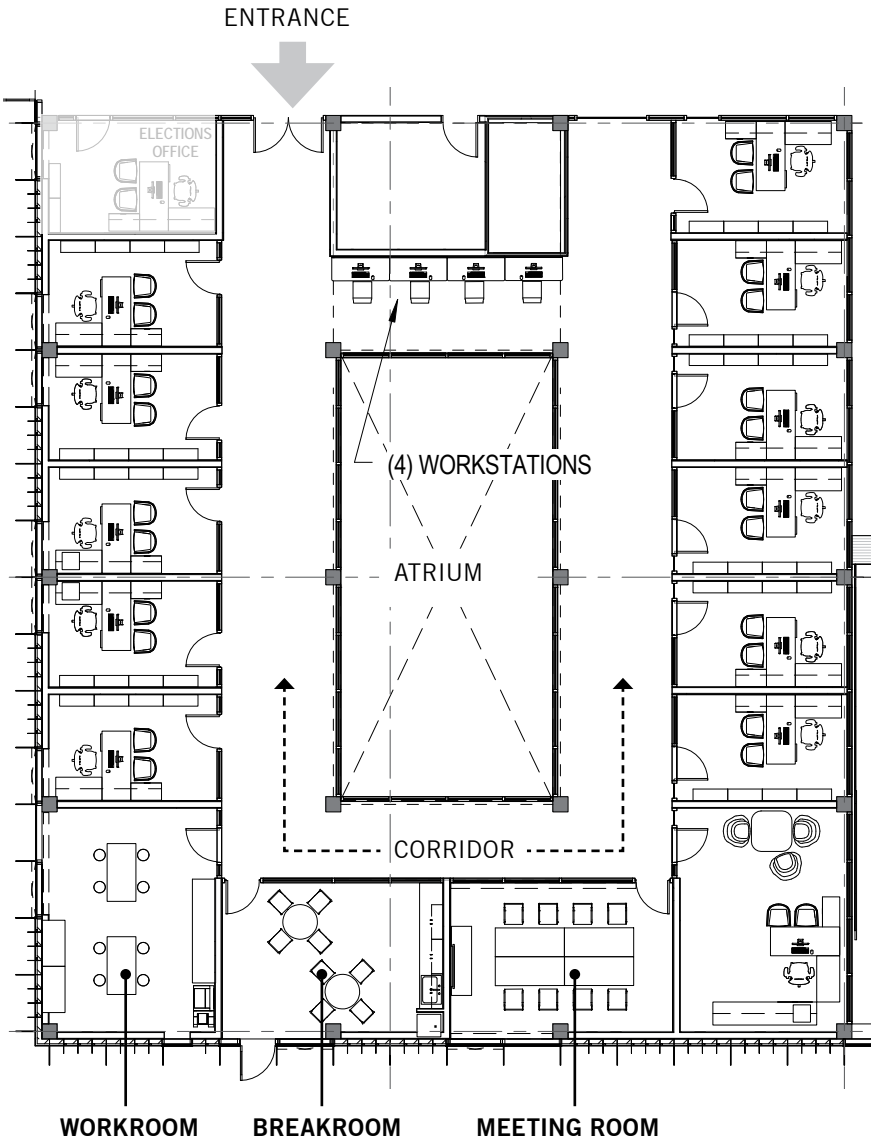 ENTRANCE
ELECTIONS
OFFICE
(4) WORKSTATIONS
ATRIUM
CORRIDOR
WORKROOM
BREAKROOM
MEETING ROOM